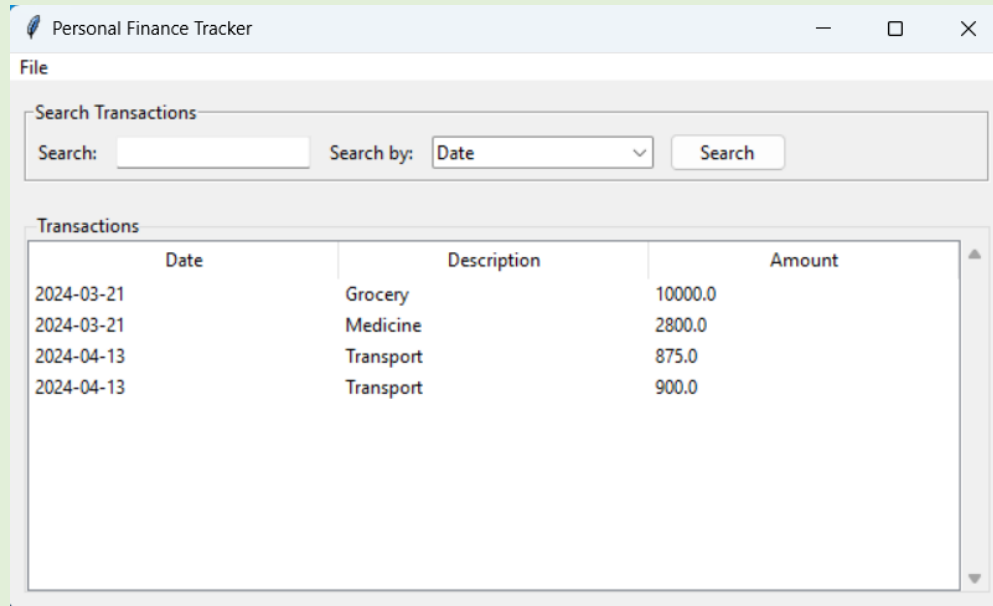 Personal Finance Tracker
File
Search Transactions
Search: Search by: Date Search
Transactions
Date Description Amount
2024-03-21 Grocery 10000.0
2024-03-21 Medicine 2800.0
2024-04-13 Transport 875.0
2024-04-13 Transport 900.0